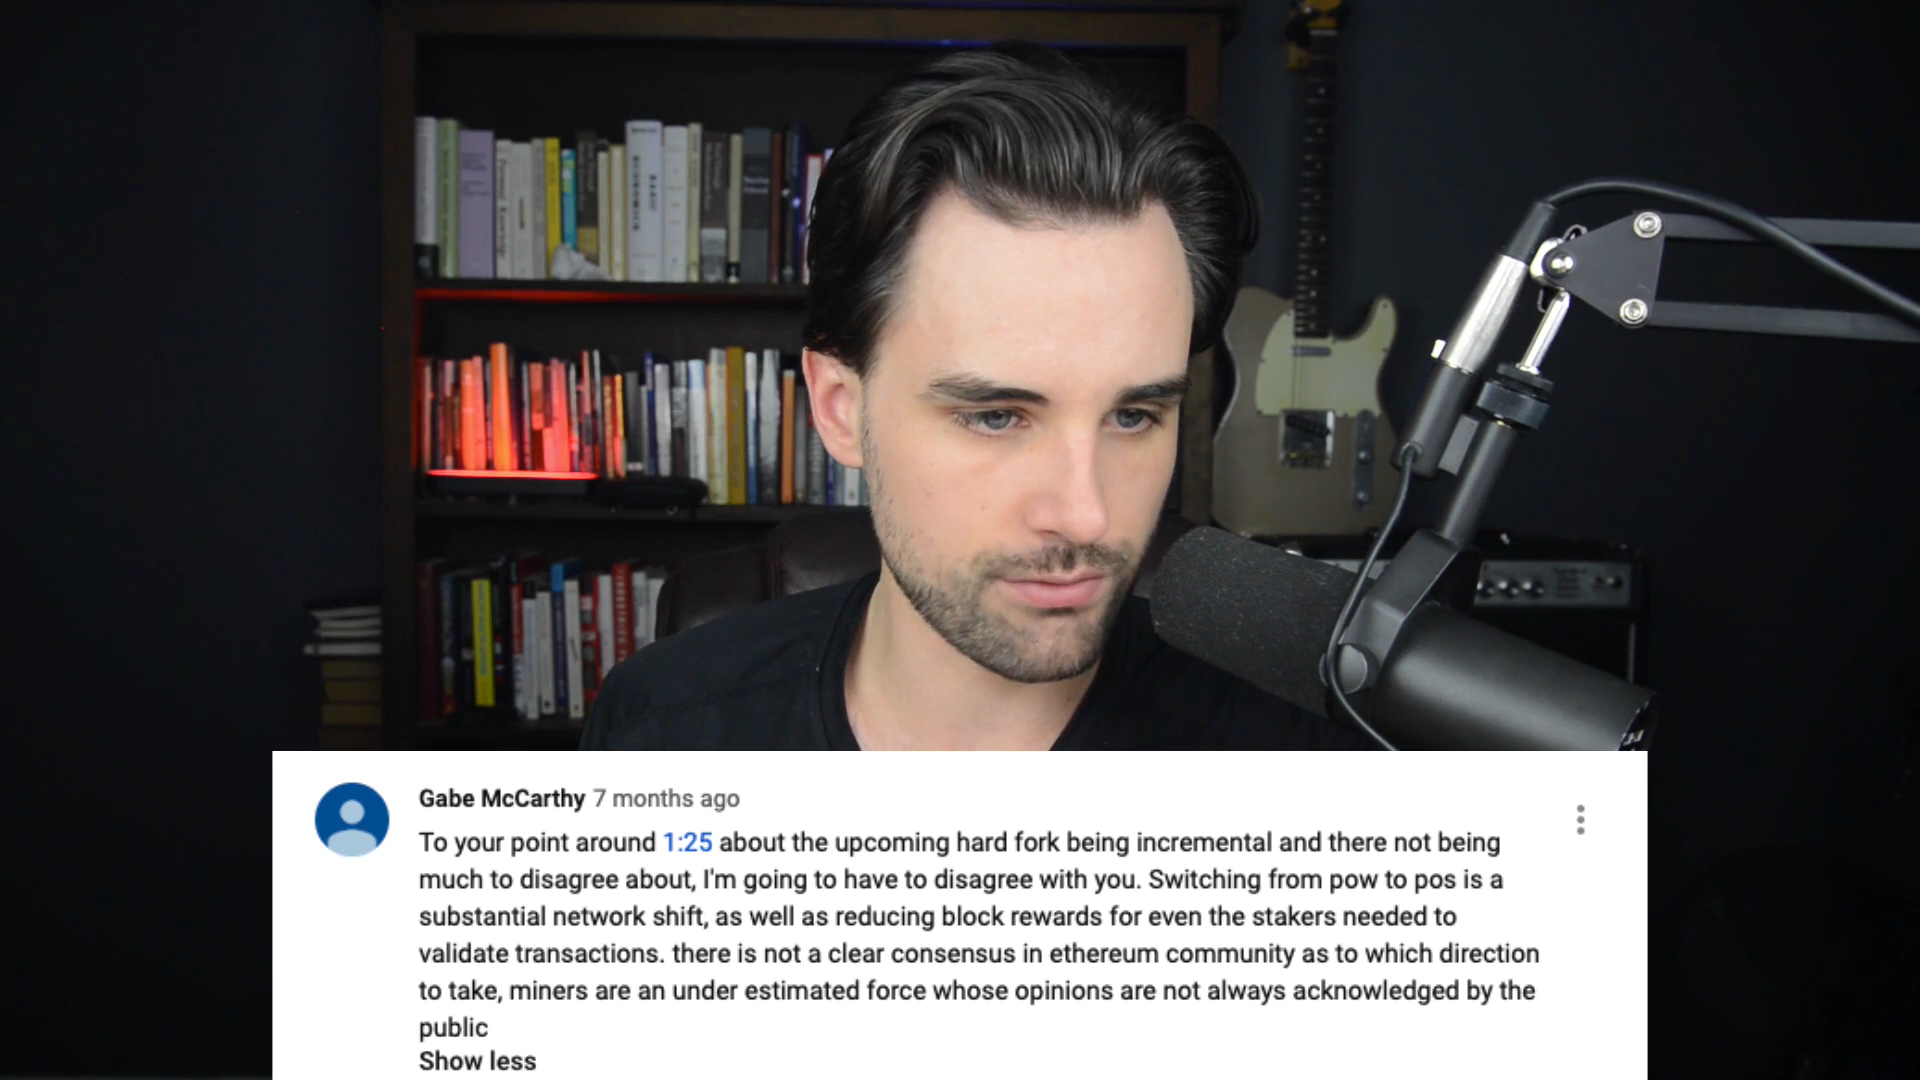 Gabe McCarthy 7 months ago
To your point around 1:25 about the upcoming hard fork being incremental and there not being
much to disagree about, I'm going to have to disagree with you. Switching from pow to pos is a
substantial network shift, as well as reducing block rewards for even the stakers needed to
validate transactions. there is not a clear consensus in ethereum community as to which direction
to take, miners are an under estimated force whose opinions are not always acknowledged by the
public
Show less